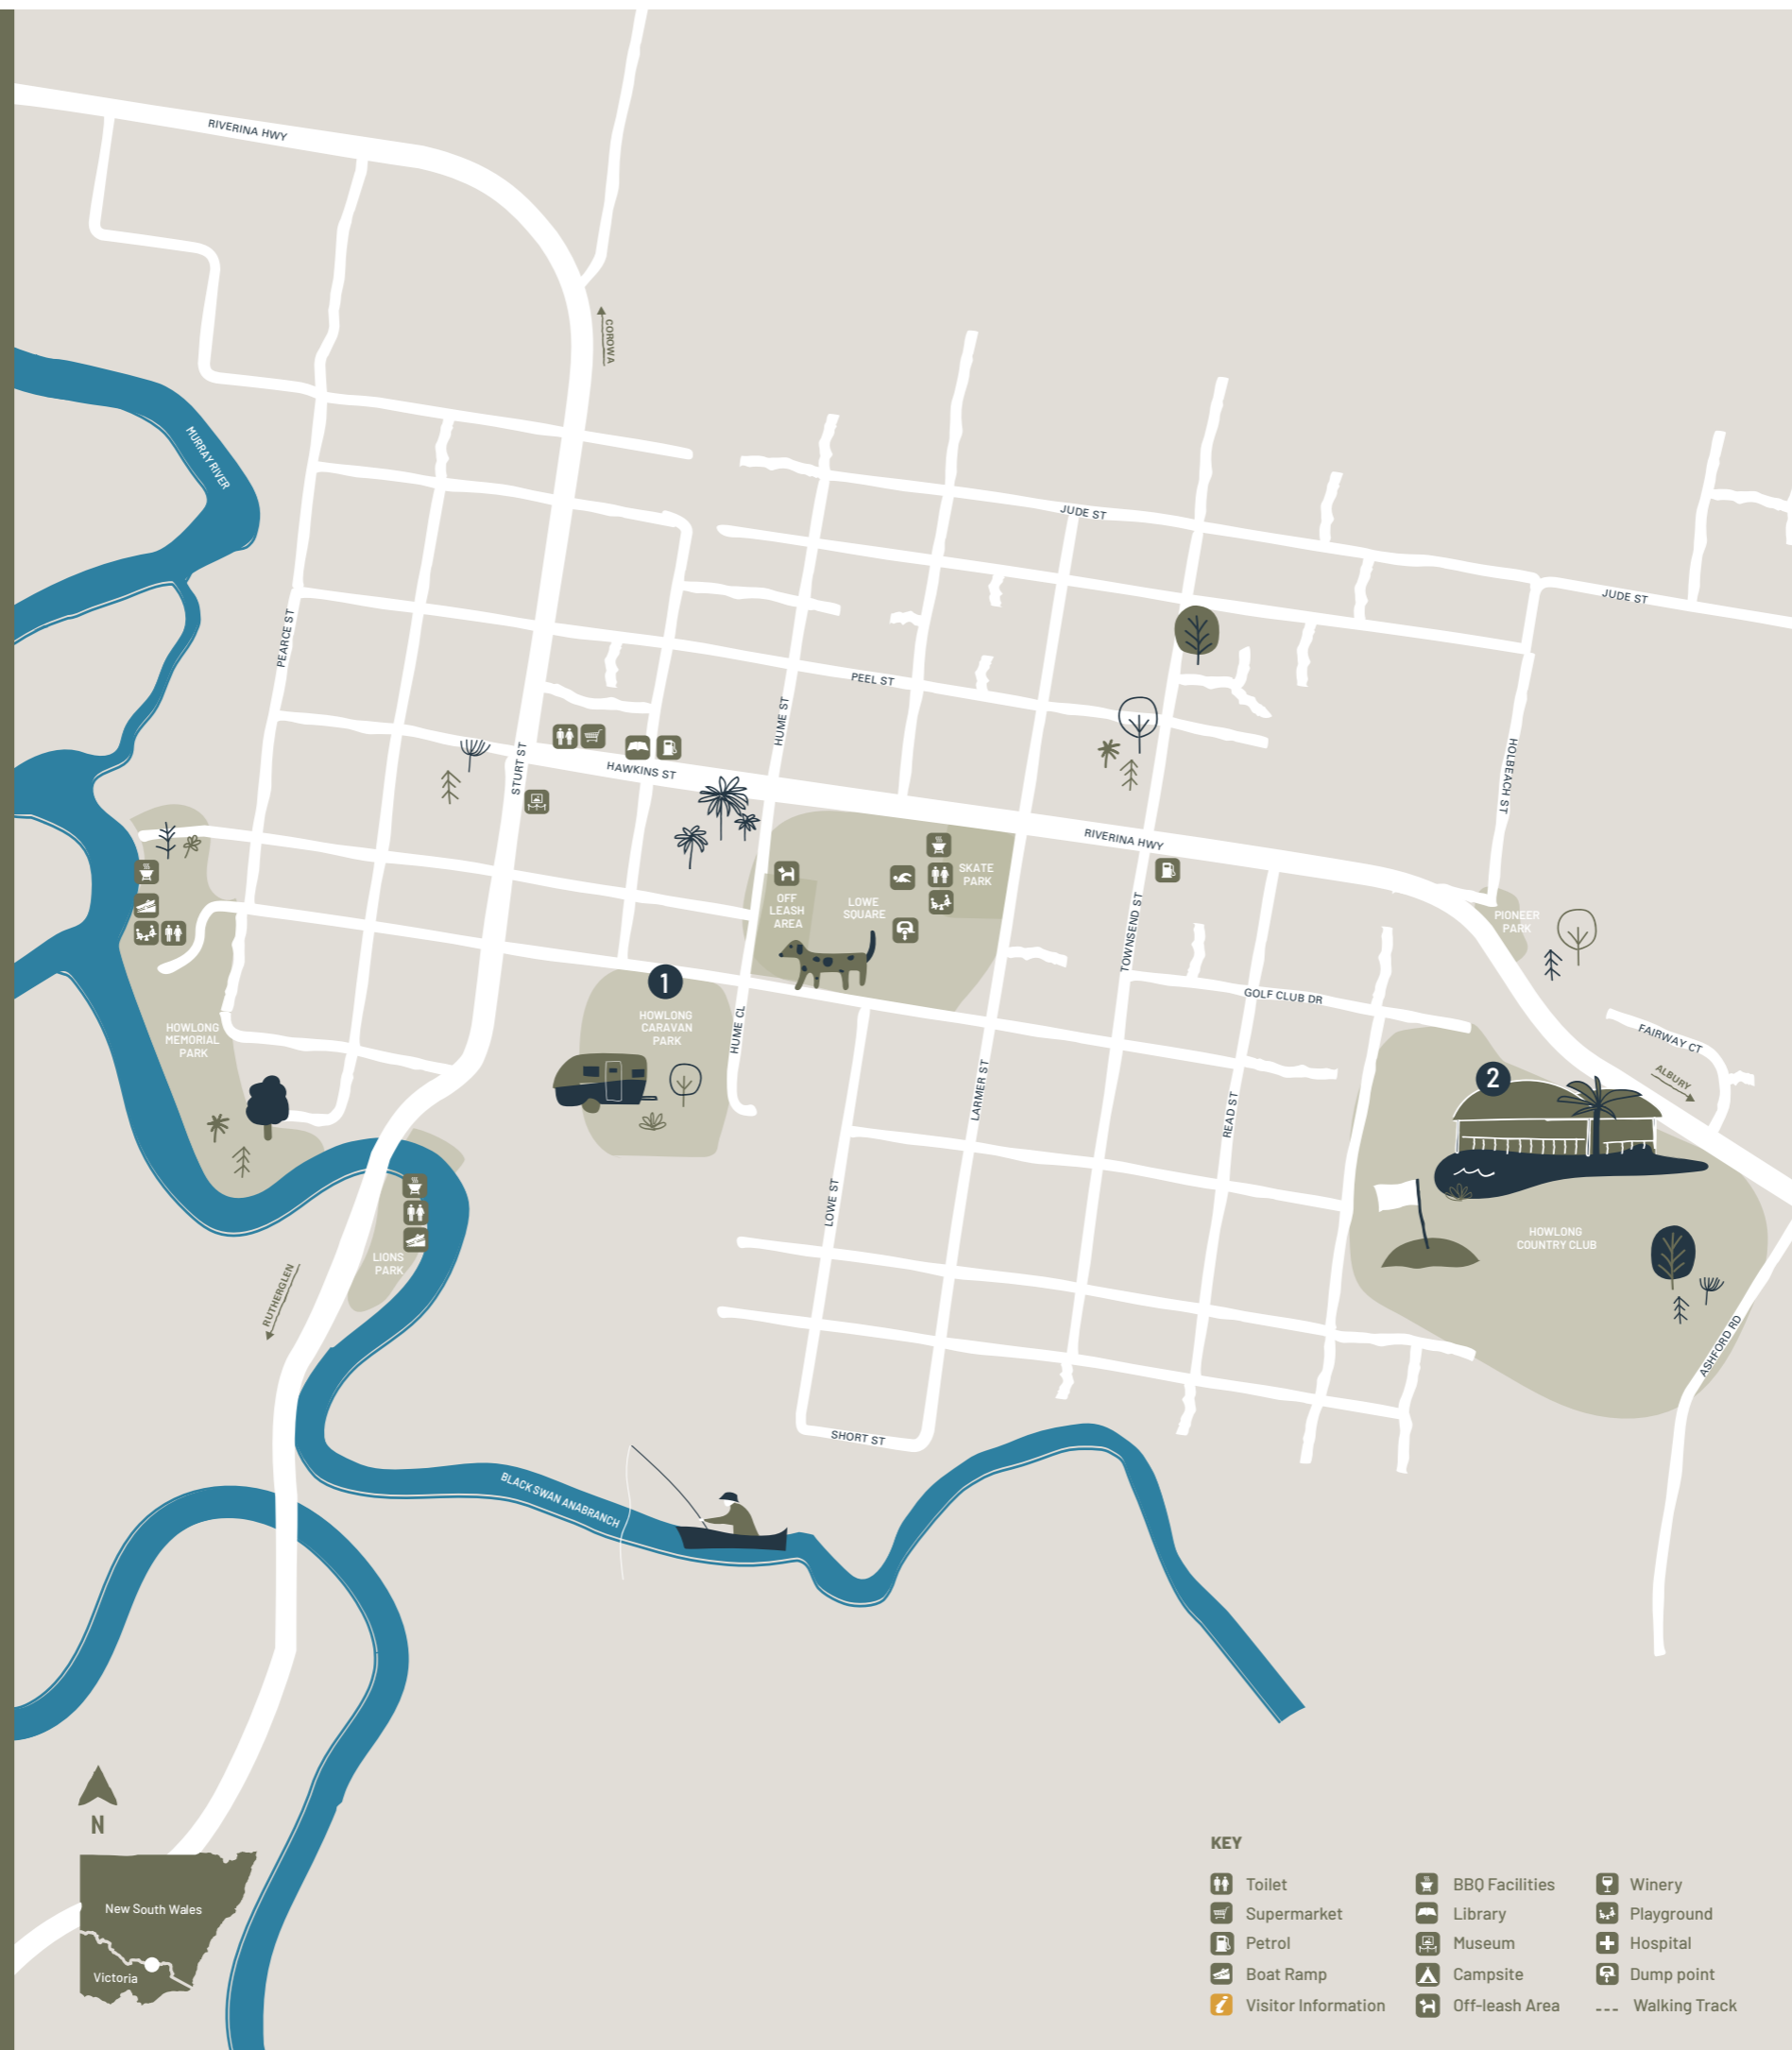 RIVERINA HWY
COROWA
MURRAY RIVER
JUDE ST
JUDE ST
PEARCE ST
PEEL ST
HUME ST
STURT ST
HAWKINS ST
HOLBEACH ST
RIVERINA HWY
SKATE
PARK
OFF
LEASH
AREA
LOWE
SQUARE
TOWNSEND ST
PIONEER
PARK
1
HOWLONG
CARAVAN
PARK
HUME CL
GOLF CLUB DR
HOWLONG
MEMORIAL
PARK
FAIRWAY CT
ALBURY
2
LARMER ST
READ ST
LOWE ST
HOWLONG
COUNTRY CLUB
LIONS
PARK
RUTHERGLEN
ASHFORD RD
SHORT ST
BLACK SWAN ANABRANCH
N
New South Wales
Victoria
KEY
Toilet
Supermarket
Petrol
Boat Ramp
Visitor Information
BBQ Facilities
Library
Museum
Campsite
Off-leash Area
Winery
Playground
Hospital
Dump point
Walking Track